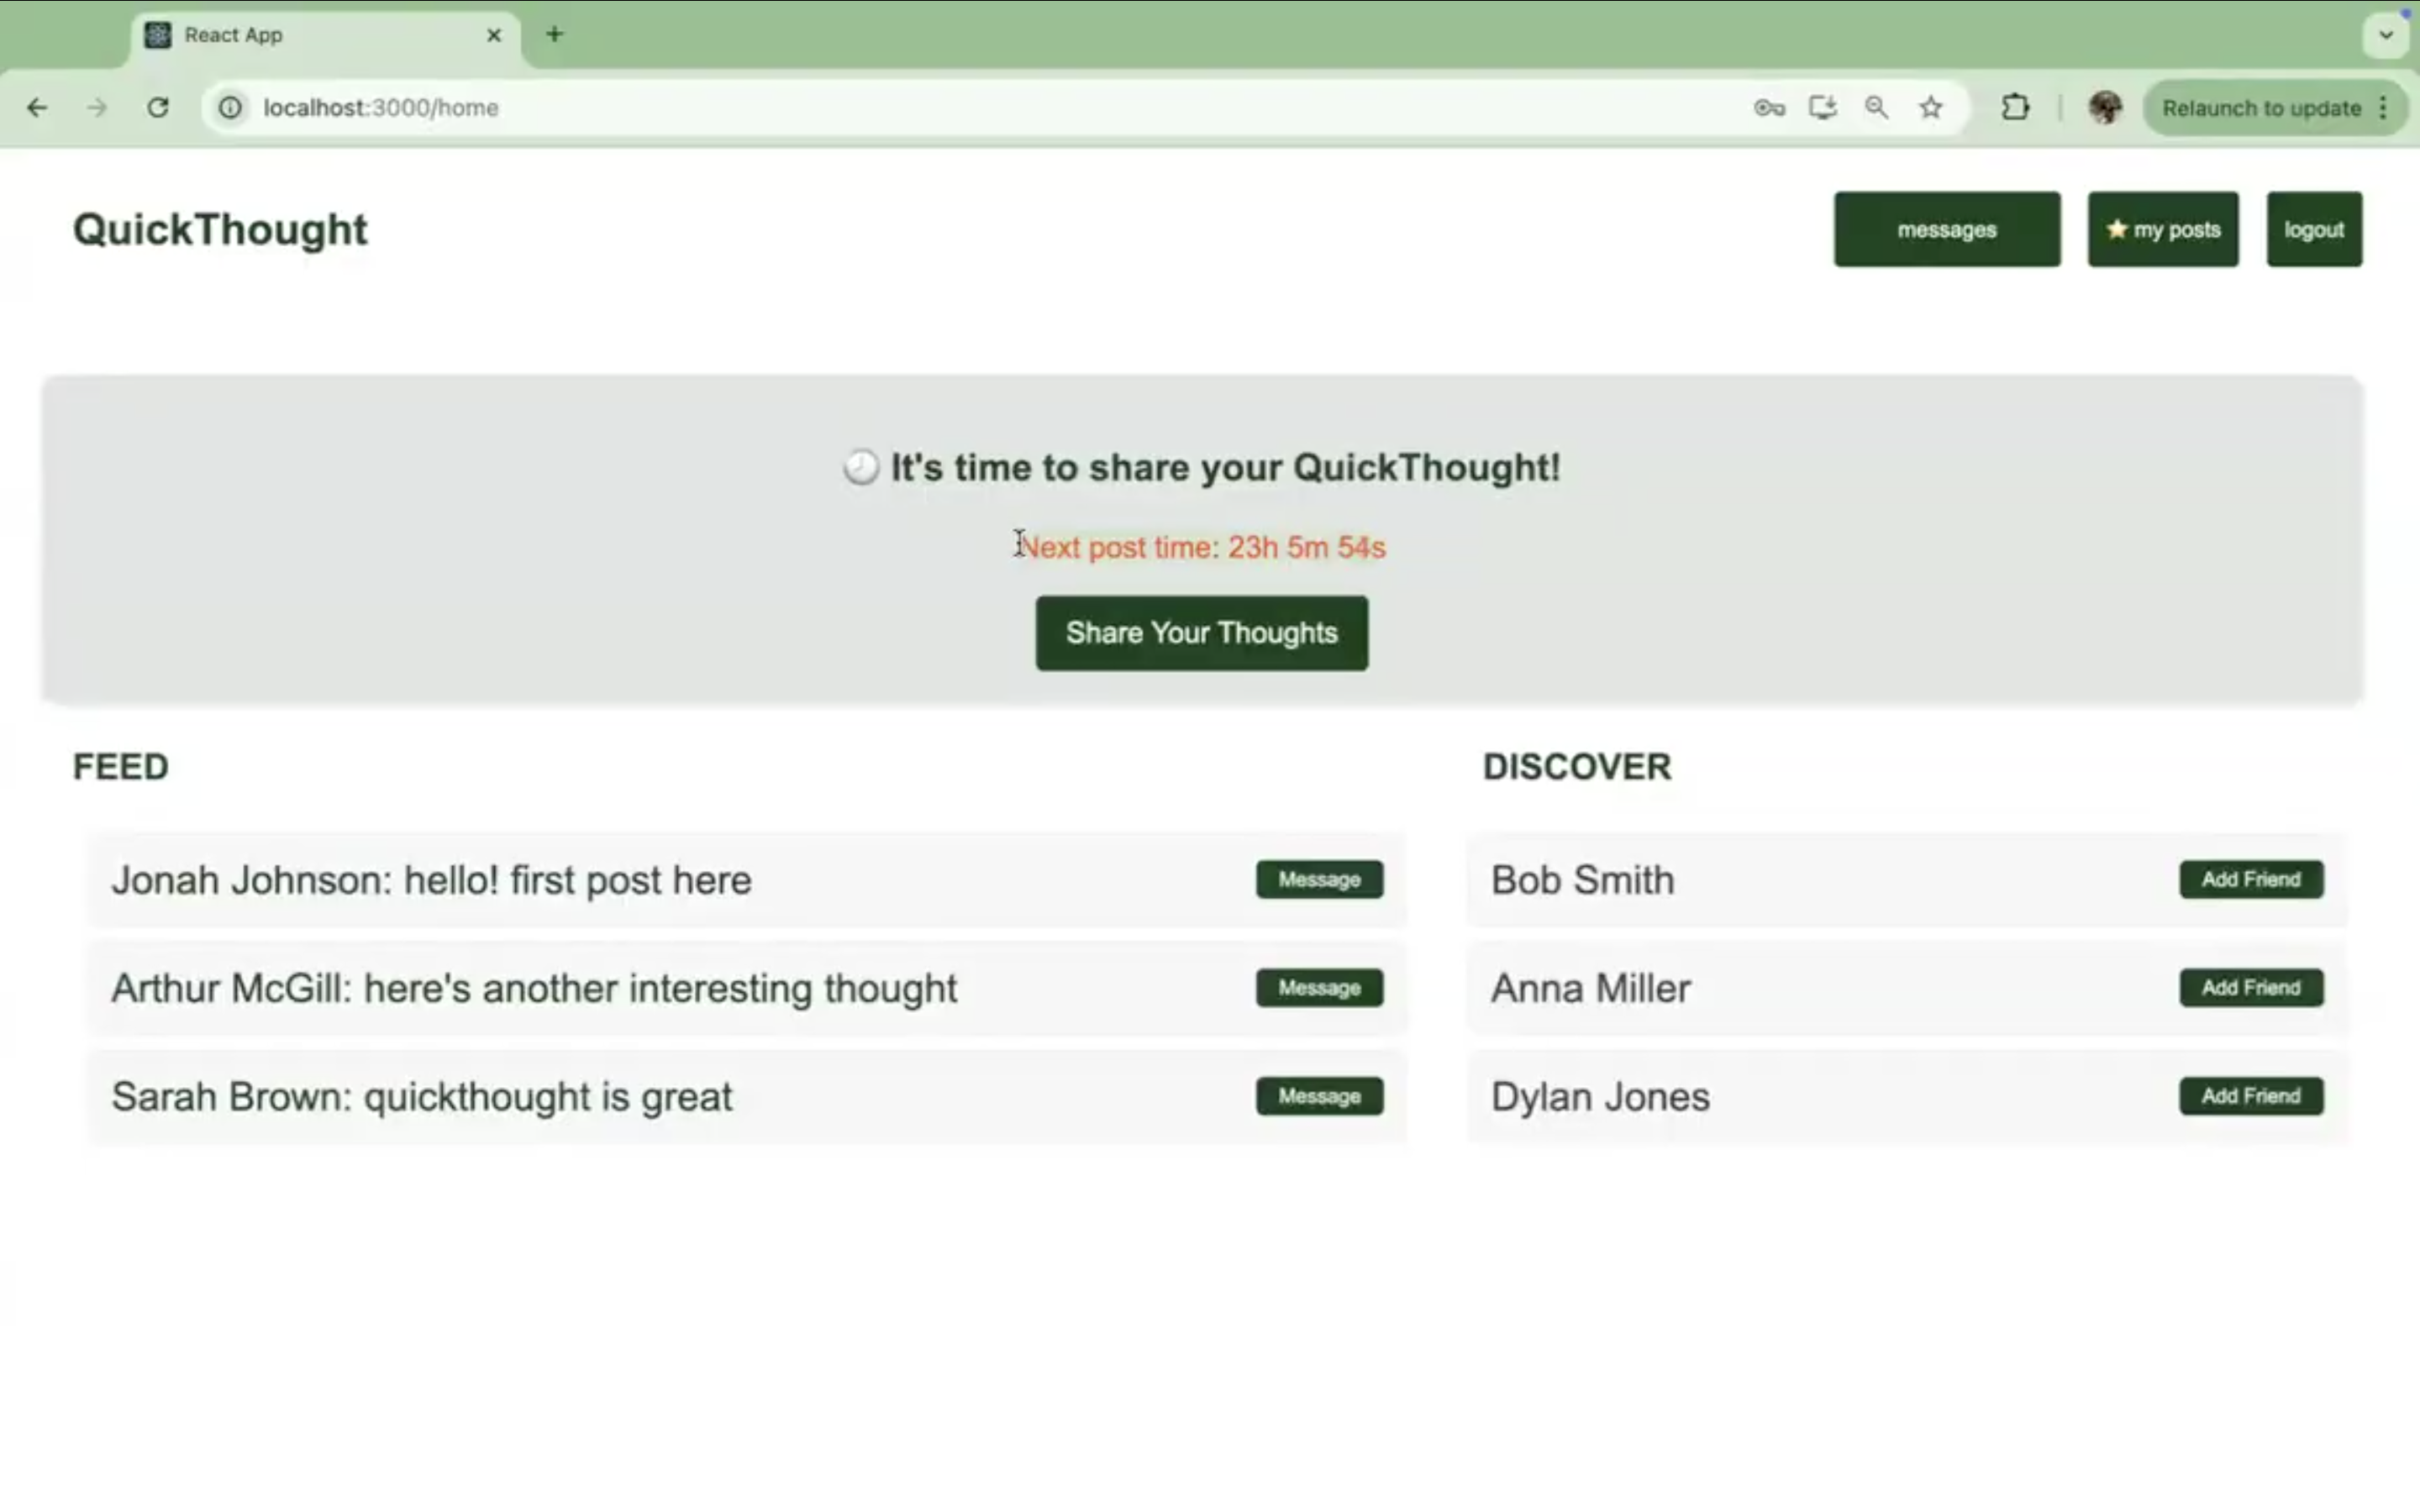 React App
localhost:3000/home
Relaunch to update
QuickThought
messages
⭐ my posts
logout
🕗 It's time to share your QuickThought!
Next post time: 23h 5m 54s
Share Your Thoughts
FEED
Jonah Johnson: hello! first post here
Message
Arthur McGill: here's another interesting thought
Message
Sarah Brown: quickthought is great
Message
DISCOVER
Bob Smith
Add Friend
Anna Miller
Add Friend
Dylan Jones
Add Friend